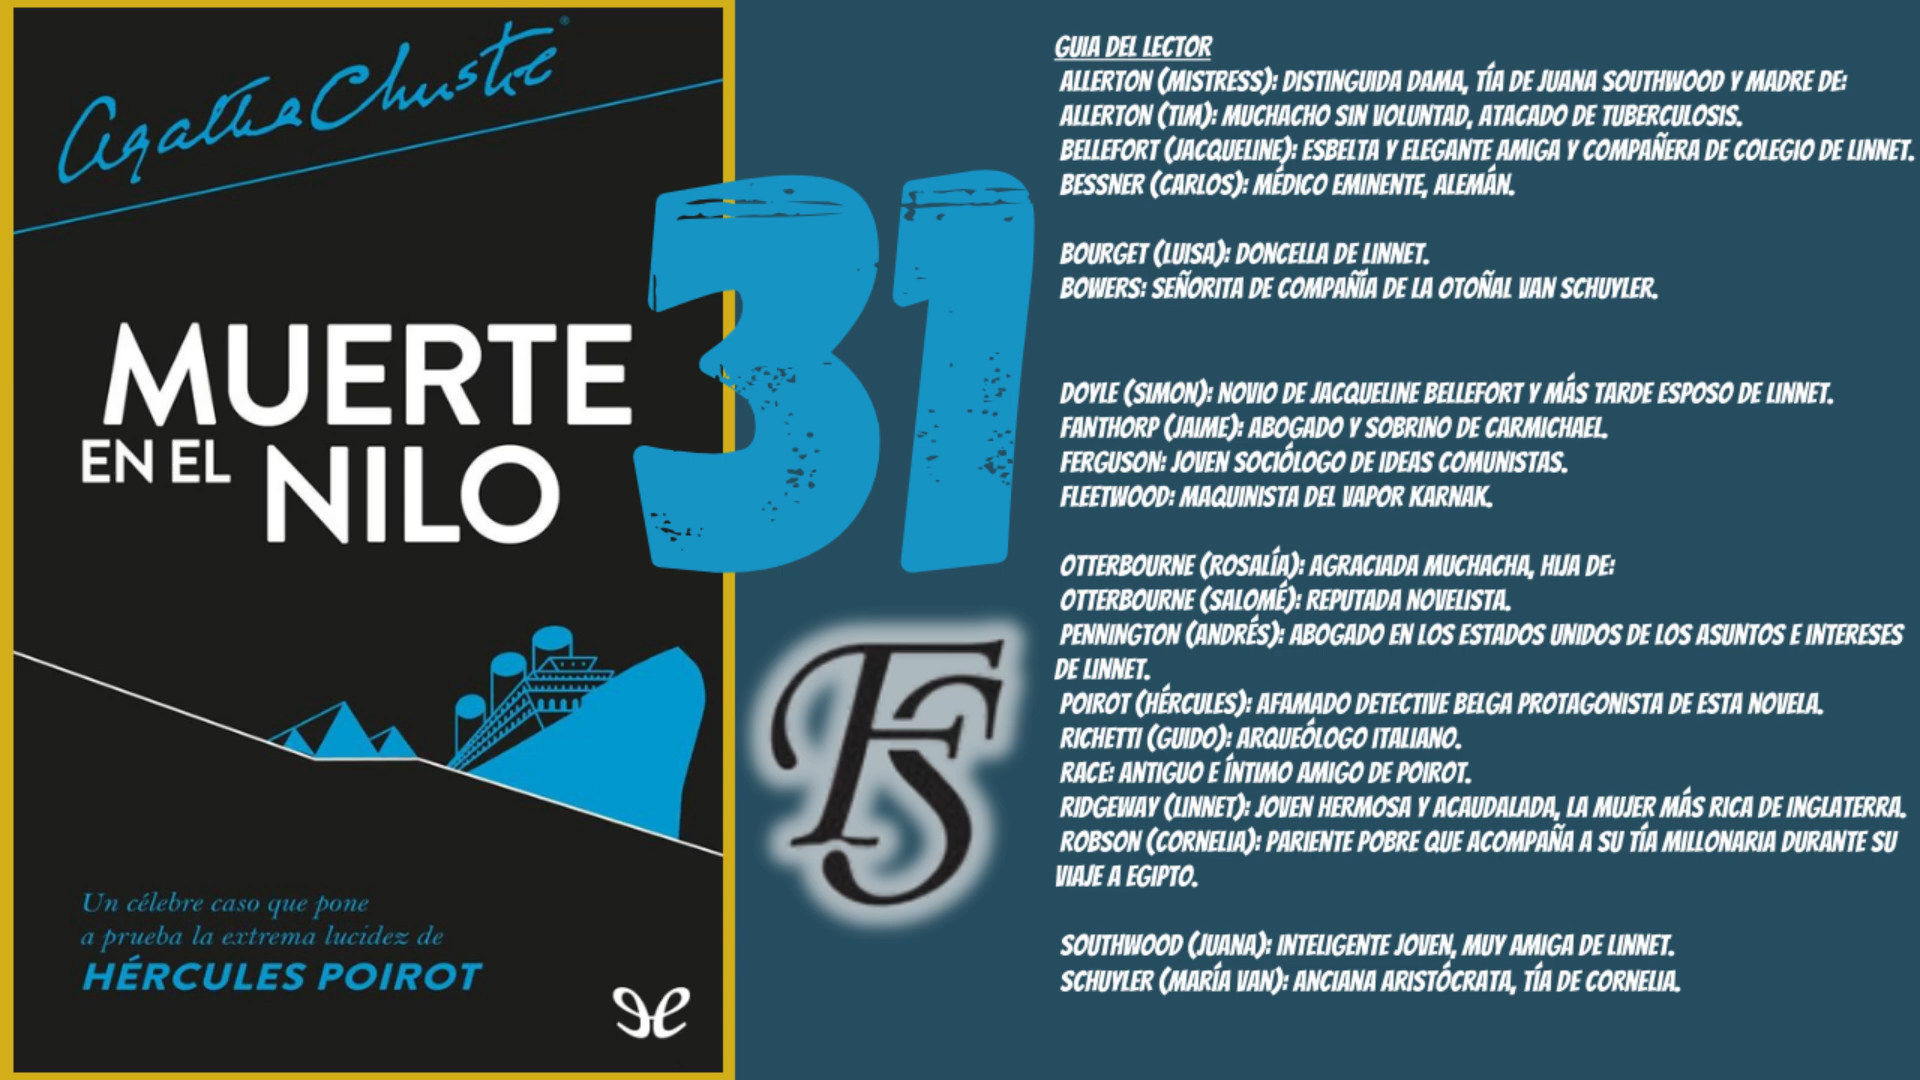 Agatha Christie®
MUERTE
EN EL NILO
Un célebre caso que pone
a prueba la extrema lucidez de
HÉRCULES POIROT
31
FS
GUIA DEL LECTOR
ALLERTON (MISTRESS): DISTINGUIDA DAMA, TÍA DE JUANA SOUTHWOOD Y MADRE DE:
ALLERTON (TIM): MUCHACHO SIN VOLUNTAD, ATACADO DE TUBERCULOSIS.
BELLEFORT (JACQUELINE): ESBELTA Y ELEGANTE AMIGA Y COMPAÑERA DE COLEGIO DE LINNET.
BESSNER (CARLOS): MÉDICO EMINENTE, ALEMÁN.
BOURGET (LUISA): DONCELLA DE LINNET.
BOWERS: SEÑORITA DE COMPAÑÍA DE LA OTOÑAL VAN SCHUYLER.
DOYLE (SIMON): NOVIO DE JACQUELINE BELLEFORT Y MÁS TARDE ESPOSO DE LINNET.
FANTHORP (JAIME): ABOGADO Y SOBRINO DE CARMICHAEL.
FERGUSON: JOVEN SOCIÓLOGO DE IDEAS COMUNISTAS.
FLEETWOOD: MAQUINISTA DEL VAPOR KARNAK.
OTTERBOURNE (ROSALÍA): AGRACIADA MUCHACHA, HIJA DE:
OTTERBOURNE (SALOMÉ): REPUTADA NOVELISTA.
PENNINGTON (ANDRÉS): ABOGADO EN LOS ESTADOS UNIDOS DE LOS ASUNTOS E INTERESES
DE LINNET.
POIROT (HÉRCULES): AFAMADO DETECTIVE BELGA PROTAGONISTA DE ESTA NOVELA.
RICHETTI (GUIDO): ARQUEÓLOGO ITALIANO.
RACE: ANTIGUO E ÍNTIMO AMIGO DE POIROT.
RIDGEWAY (LINNET): JOVEN HERMOSA Y ACAUDALADA, LA MUJER MÁS RICA DE INGLATERRA.
ROBSON (CORNELIA): PARIENTE POBRE QUE ACOMPAÑA A SU TÍA MILLONARIA DURANTE SU
VIAJE A EGIPTO.
SOUTHWOOD (JUANA): INTELIGENTE JOVEN, MUY AMIGA DE LINNET.
SCHUYLER (MARÍA VAN): ANCIANA ARISTÓCRATA, TÍA DE CORNELIA.